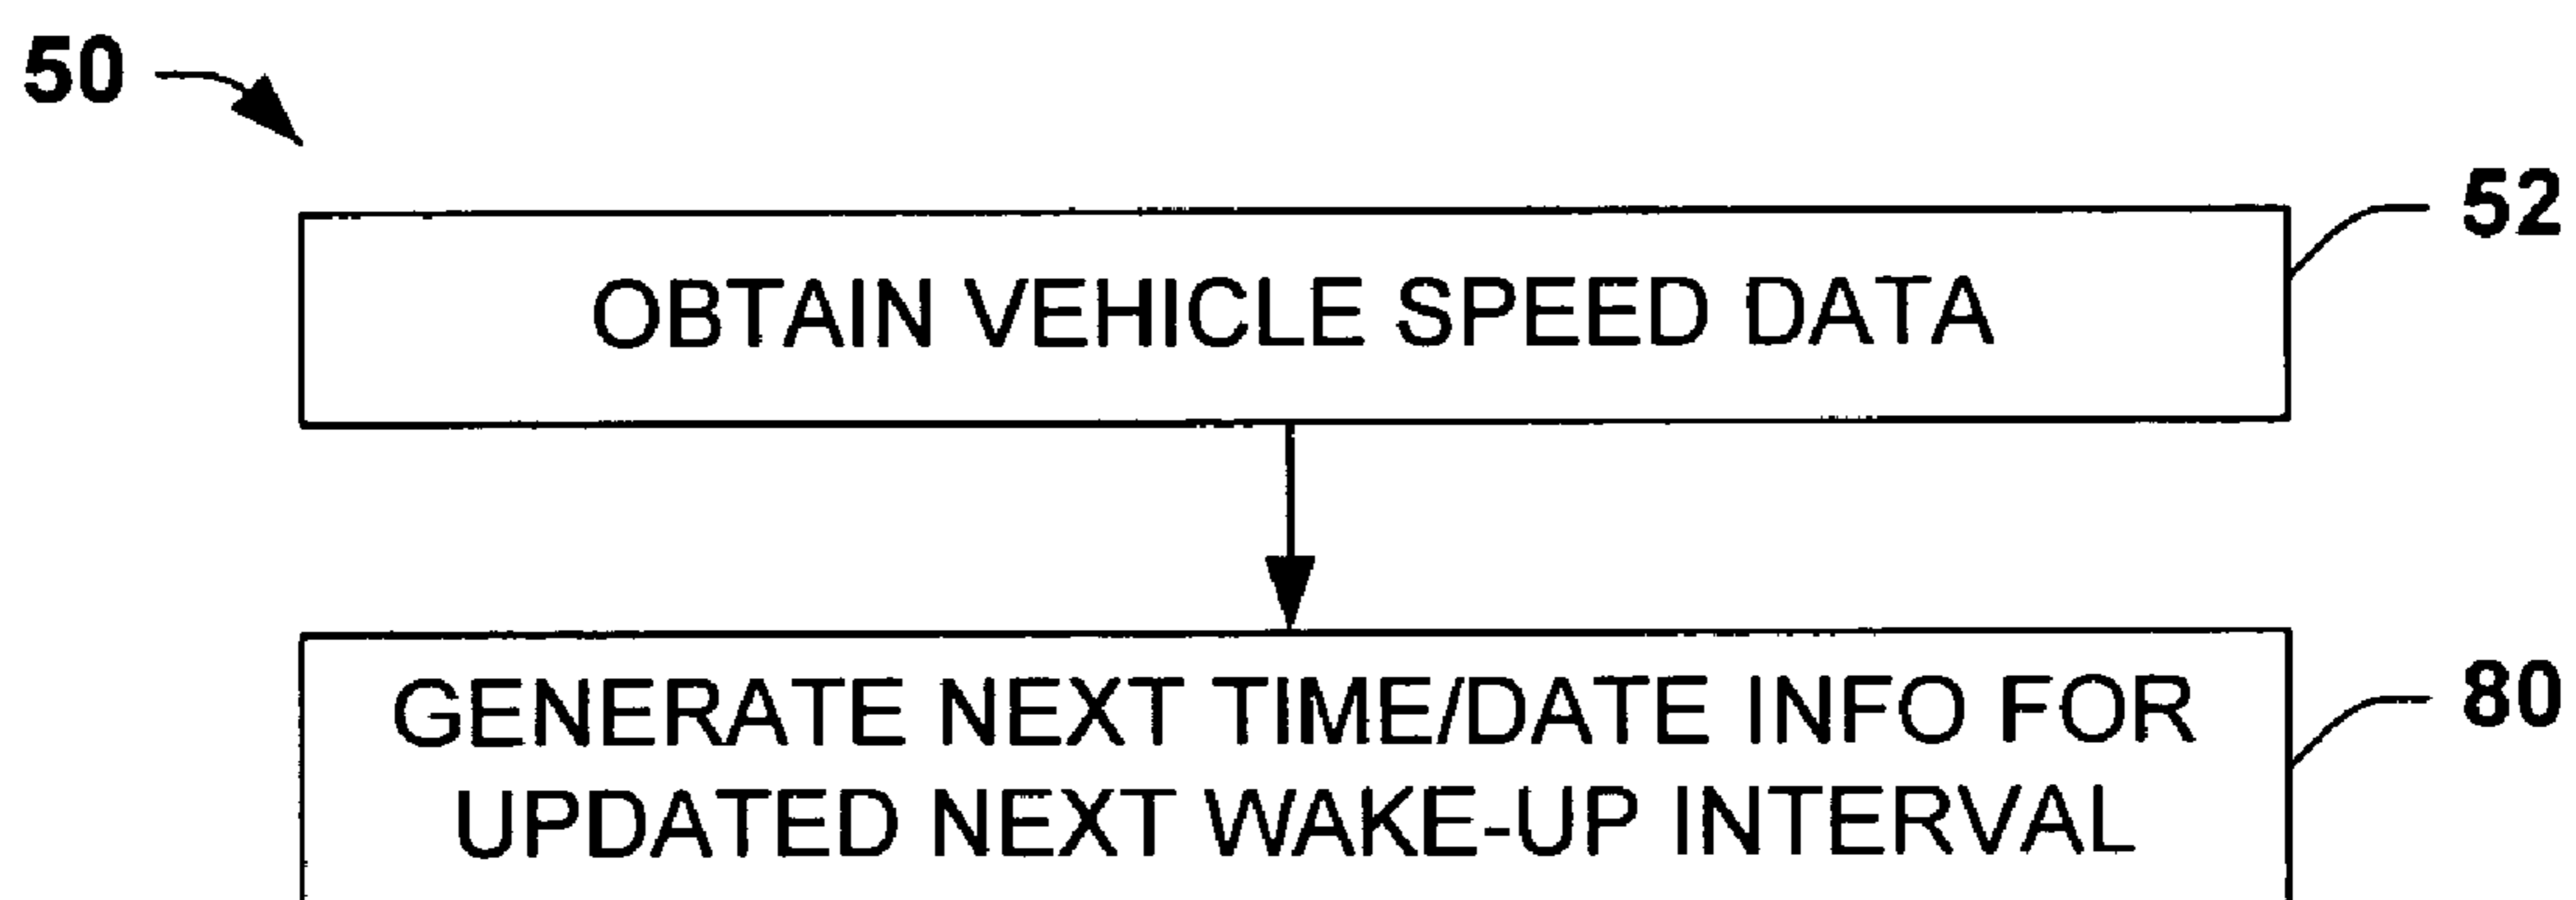 50
52
OBTAIN VEHICLE SPEED DATA
80
GENERATE NEXT TIME/DATE INFO FOR
UPDATED NEXT WAKE-UP INTERVAL